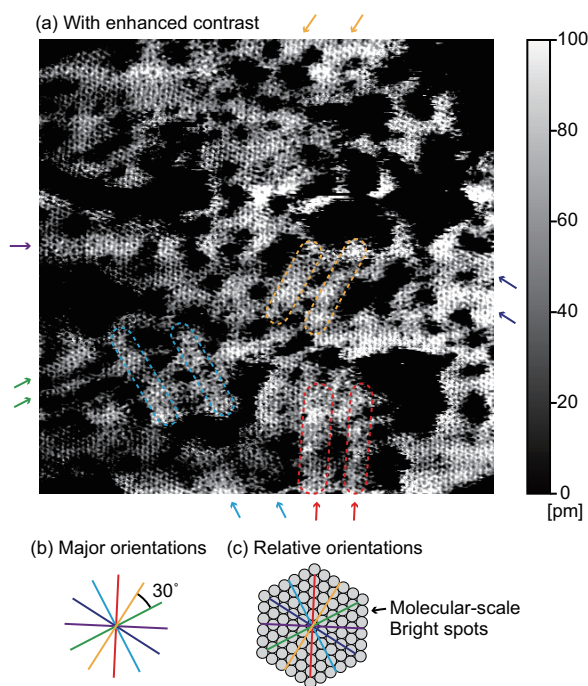 (a) With enhanced contrast
100
80
60
40
20
0
[pm]
(b) Major orientations
30°
(c) Relative orientations
Molecular-scale
Bright spots